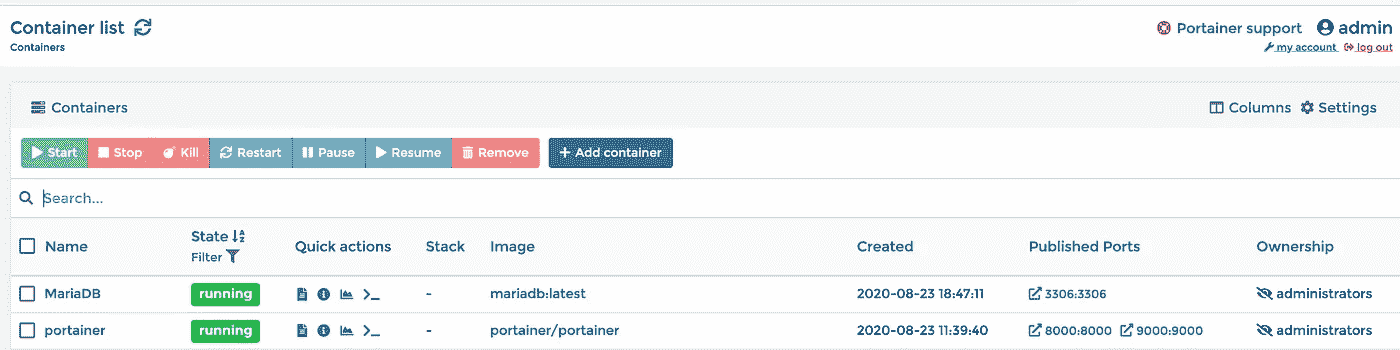 Container list
Portainer support admin
Containers
my account log out
Containers
Columns Settings
Start Stop Kill Restart Pause Resume Remove + Add container
Search...
Name State Quick actions Stack Image Created Published Ports Ownership
Filter
MariaDB running - mariadb:latest 2020-08-23 18:47:11 3306:3306 administrators
portainer running - portainer/portainer 2020-08-23 11:39:40 8000:8000 9000:9000 administrators